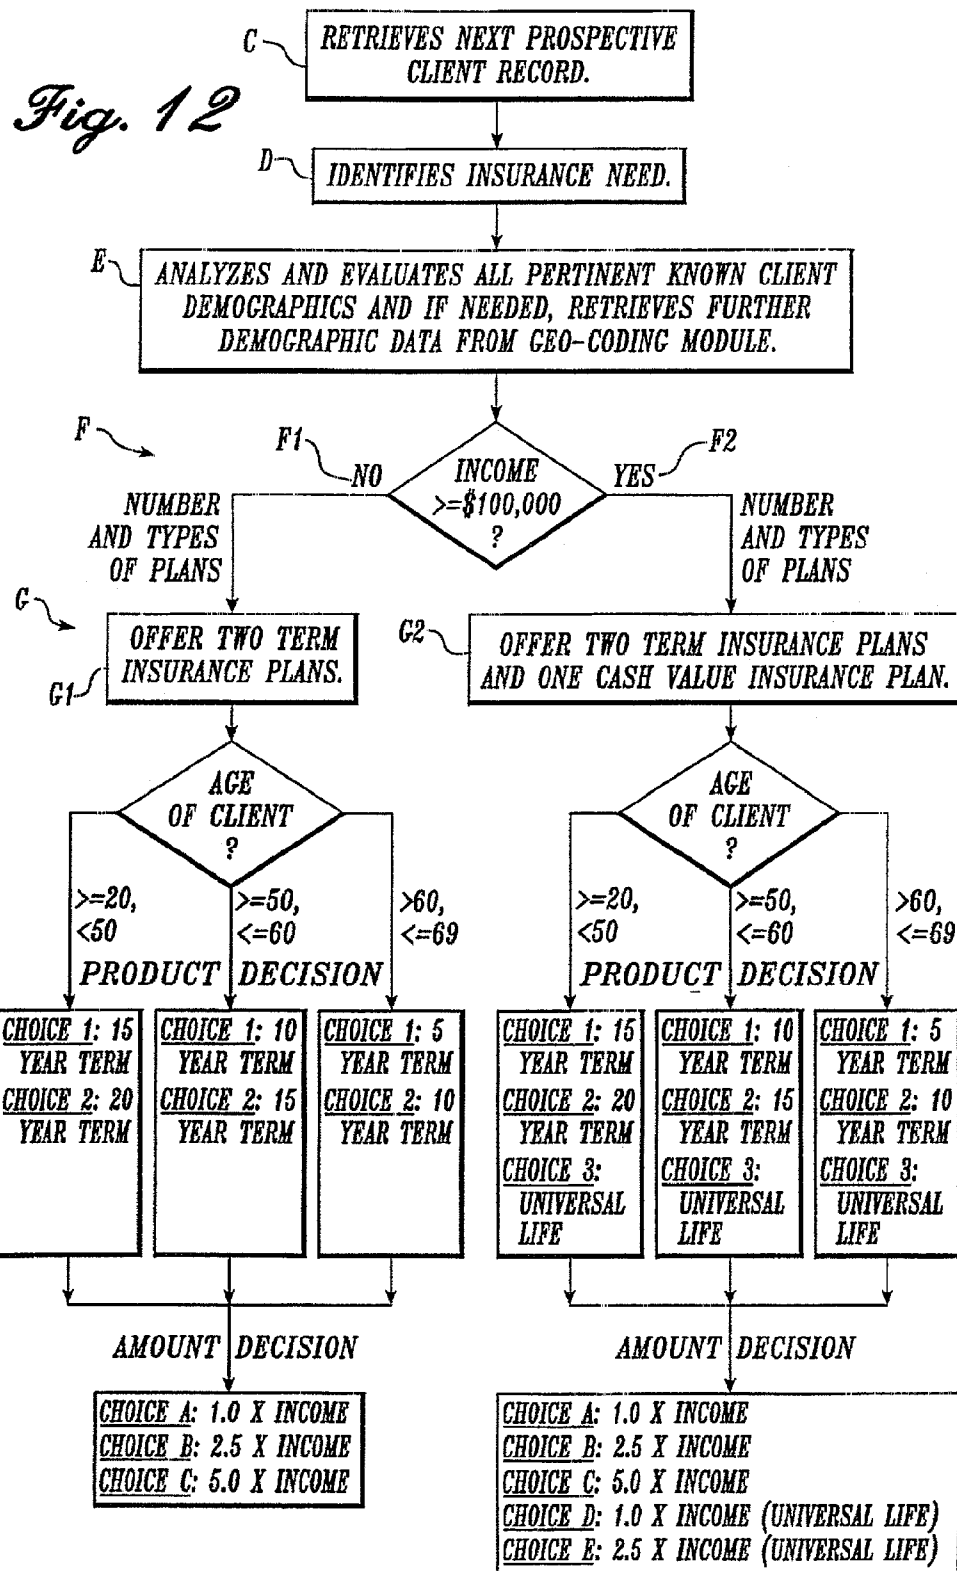 Fig. 12
C
RETRIEVES NEXT PROSPECTIVE
CLIENT RECORD.
D
IDENTIFIES INSURANCE NEED.
E
ANALYZES AND EVALUATES ALL PERTINENT KNOWN CLIENT
DEMOGRAPHICS AND IF NEEDED, RETRIEVES FURTHER
DEMOGRAPHIC DATA FROM GEO-CODING MODULE.
F
F1
NO
INCOME
>=$100,000
?
YES
F2
NUMBER
AND TYPES
OF PLANS
NUMBER
AND TYPES
OF PLANS
G
G1
OFFER TWO TERM
INSURANCE PLANS.
G2
OFFER TWO TERM INSURANCE PLANS
AND ONE CASH VALUE INSURANCE PLAN.
AGE
OF CLIENT
?
>=20,
<50
>=50,
<=60
>60,
<=69
PRODUCT DECISION
CHOICE 1: 15
YEAR TERM
CHOICE 2: 20
YEAR TERM
CHOICE 1: 10
YEAR TERM
CHOICE 2: 15
YEAR TERM
CHOICE 1: 5
YEAR TERM
CHOICE 2: 10
YEAR TERM
AMOUNT DECISION
CHOICE A: 1.0 X INCOME
CHOICE B: 2.5 X INCOME
CHOICE C: 5.0 X INCOME
AGE
OF CLIENT
?
>=20,
<50
>=50,
<=60
>60,
<=69
PRODUCT DECISION
CHOICE 1: 15
YEAR TERM
CHOICE 2: 20
YEAR TERM
CHOICE 3:
UNIVERSAL
LIFE
CHOICE 1: 10
YEAR TERM
CHOICE 2: 15
YEAR TERM
CHOICE 3:
UNIVERSAL
LIFE
CHOICE 1: 5
YEAR TERM
CHOICE 2: 10
YEAR TERM
CHOICE 3:
UNIVERSAL
LIFE
AMOUNT DECISION
CHOICE A: 1.0 X INCOME
CHOICE B: 2.5 X INCOME
CHOICE C: 5.0 X INCOME
CHOICE D: 1.0 X INCOME (UNIVERSAL LIFE)
CHOICE E: 2.5 X INCOME (UNIVERSAL LIFE)